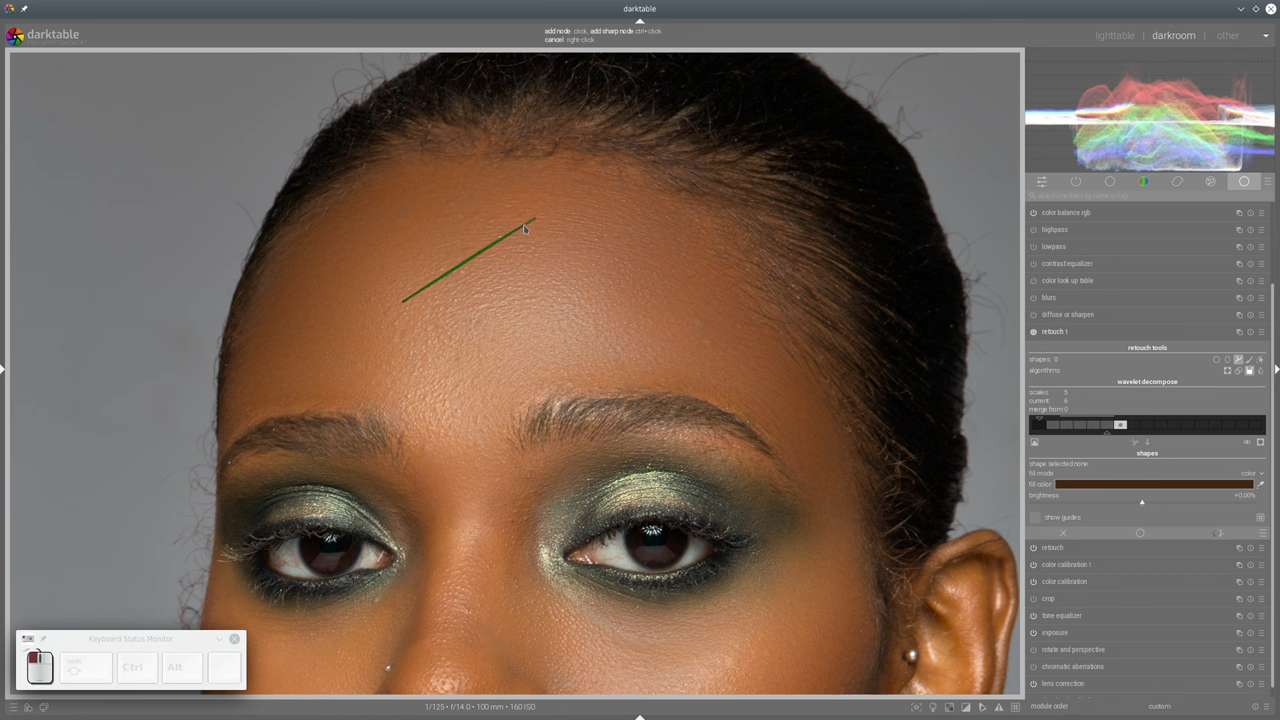 darktable
darktable
add node: click, add sharp node:ctrl+click
cancel: right-click
lighttable | darkroom | other
color balance rgb
highpass
lowpass
contrast equalizer
color look up table
blurs
diffuse or sharpen
retouch 1
retouch tools
shapes: 0
algorithms:
wavelet decompose
scales: 5
current: 6
merge from:0
shapes
shape selected:none
fill mode color
fill color
brightness +0.00%
show guides
retouch
color calibration 1
color calibration
crop
tone equalizer
exposure
rotate and perspective
chromatic aberrations
lens correction
module order custom
Keyboard Status Monitor
Ctrl Alt
1/125 • f/14.0 • 100 mm • 160 ISO